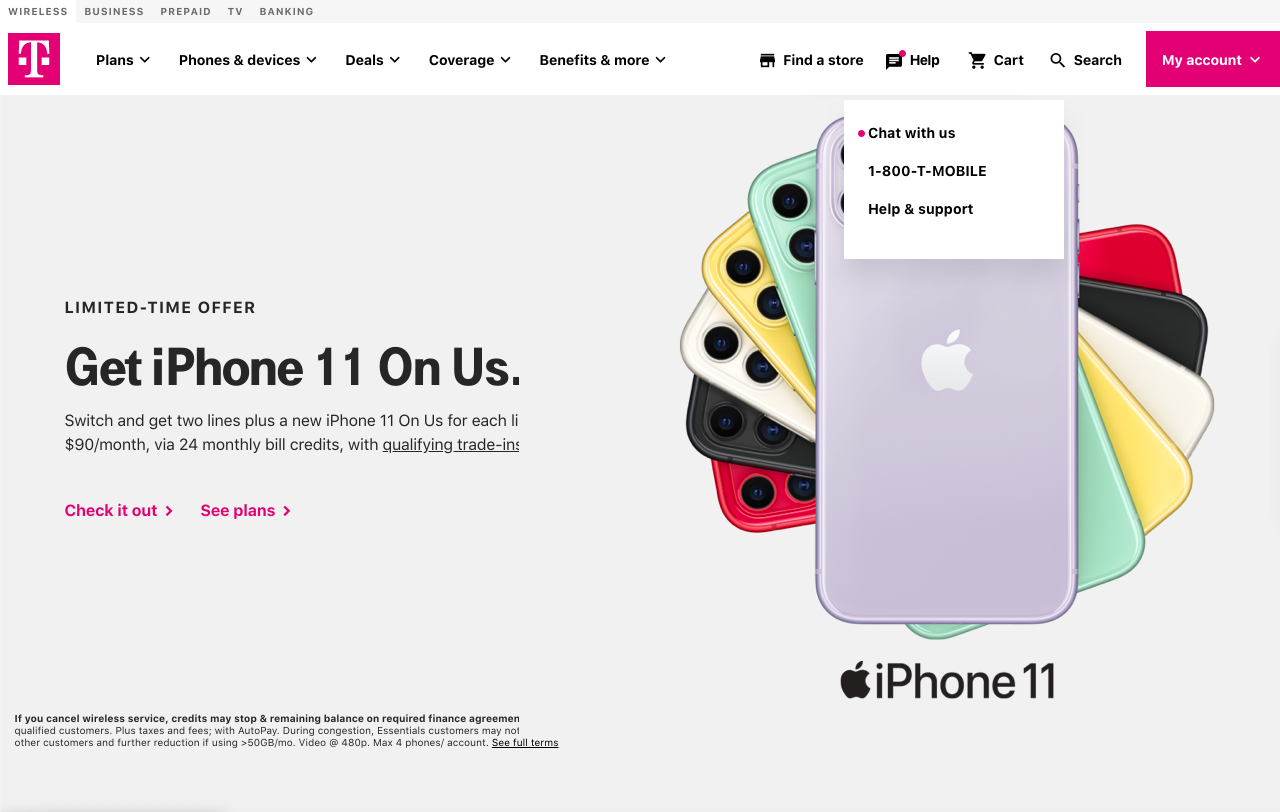 WIRELESS BUSINESS PREPAID TV BANKING
T Plans Phones & devices Deals Coverage Benefits & more Find a store Help Cart Search My account
Chat with us
1-800-T-MOBILE
Help & support
LIMITED-TIME OFFER
Get iPhone 11 On Us.
Switch and get two lines plus a new iPhone 11 On Us for each li
$90/month, via 24 monthly bill credits, with qualifying trade-ins
Check it out See plans
iPhone 11
If you cancel wireless service, credits may stop & remaining balance on required finance agreemen
qualified customers. Plus taxes and fees; with AutoPay. During congestion, Essentials customers may not
other customers and further reduction if using >50GB/mo. Video @ 480p. Max 4 phones/ account. See full terms